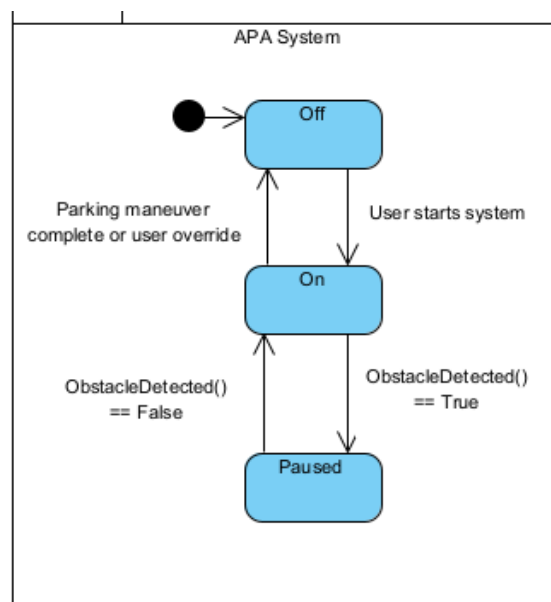 APA System
Off
Parking maneuver
complete or user override
User starts system
On
ObstacleDetected()
== False
ObstacleDetected()
== True
Paused